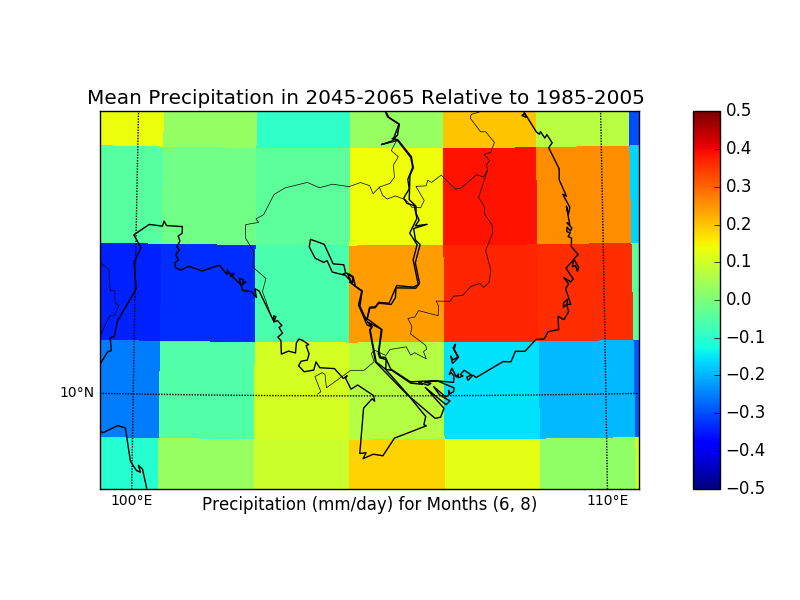 Mean Precipitation in 2045-2065 Relative to 1985-2005
0.5
0.4
0.3
0.2
0.1
0.0
−0.1
−0.2
−0.3
−0.4
−0.5
10°N
100°E
110°E
Precipitation (mm/day) for Months (6, 8)